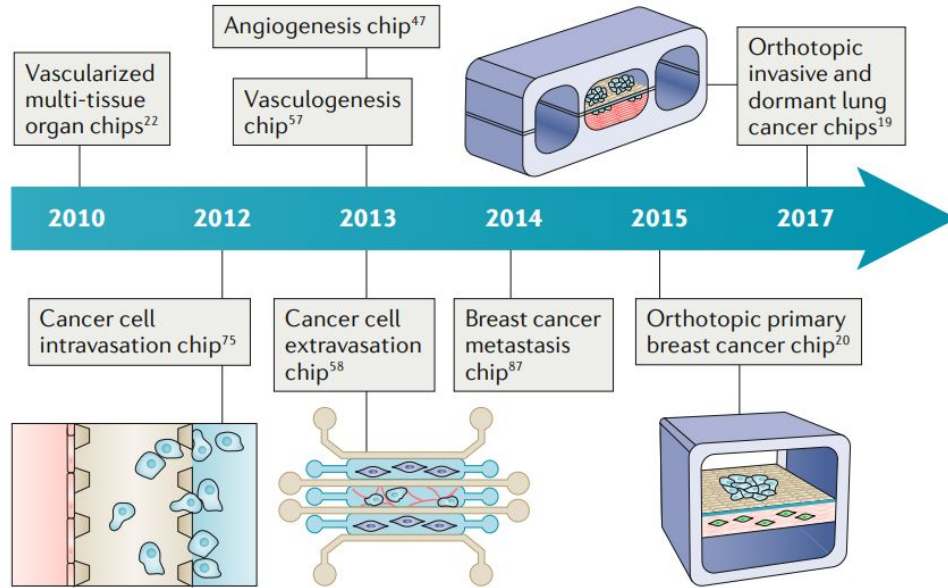 Angiogenesis chip⁴⁷
Vascularized
multi-tissue
organ chips²²
Vasculogenesis
chip⁵⁷
Orthotopic
invasive and
dormant lung
cancer chips¹⁹
2010 2012 2013 2014 2015 2017
Cancer cell
intravasation chip⁷⁵
Cancer cell
extravasation
chip⁵⁸
Breast cancer
metastasis
chip⁸⁷
Orthotopic primary
breast cancer chip²⁰